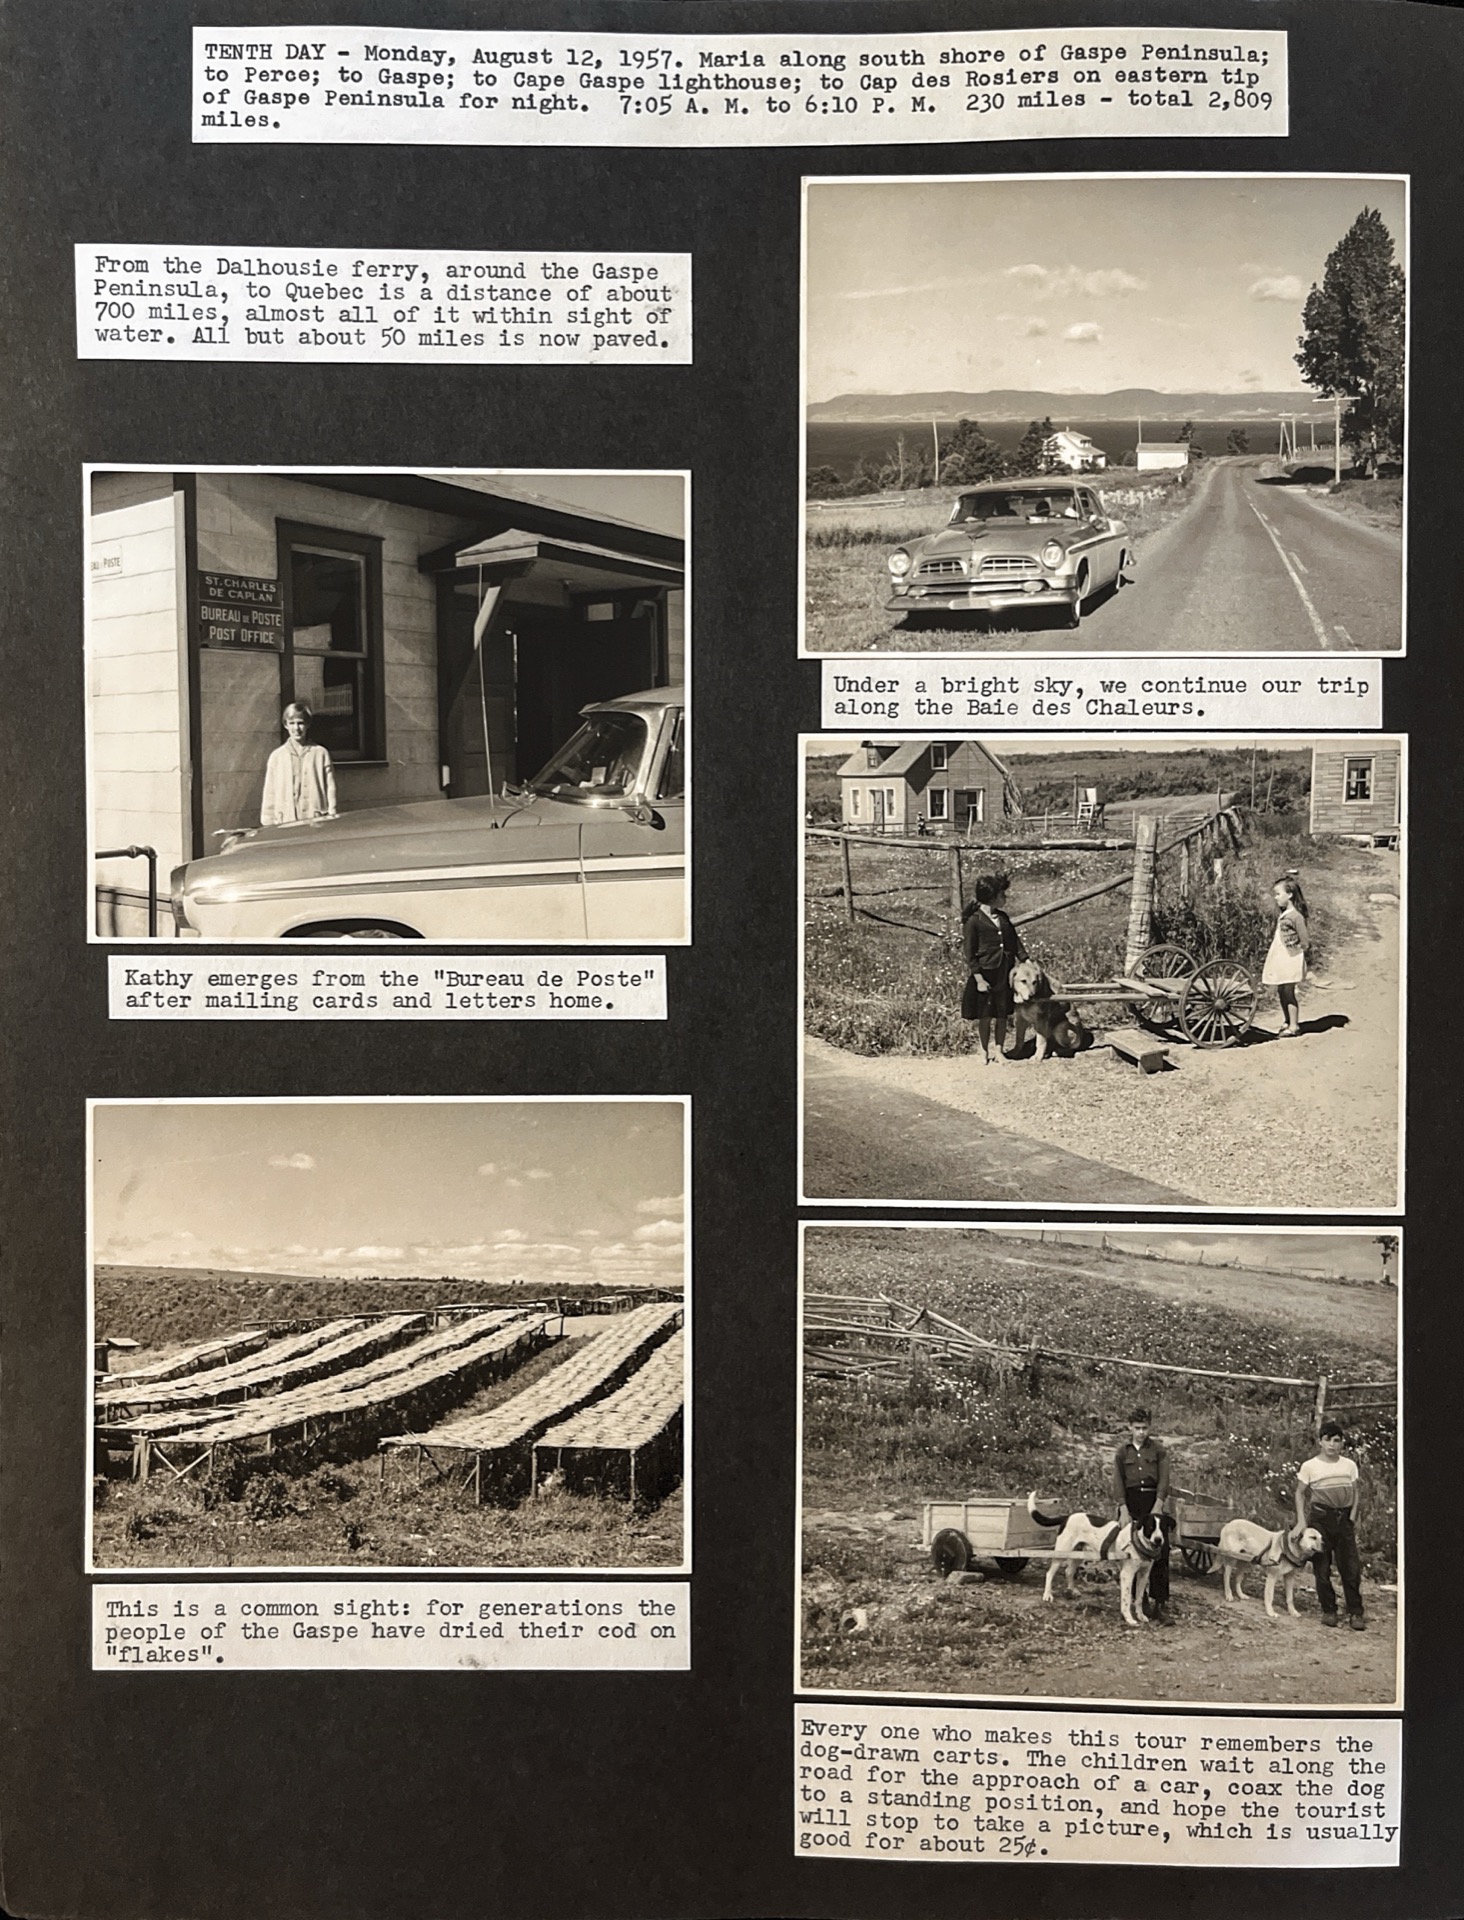 TENTH DAY - Monday, August 12, 1957. Maria along south shore of Gaspe Peninsula;
to Perce; to Gaspe; to Cape Gaspe lighthouse; to Cap des Rosiers on eastern tip
of Gaspe Peninsula for night. 7:05 A. M. to 6:10 P. M. 230 miles - total 2,809
miles.
From the Dalhousie ferry, around the Gaspe
Peninsula, to Quebec is a distance of about
700 miles, almost all of it within sight of
water. All but about 50 miles is now paved.
POSTE
ST. CHARLES
DE CAPLAN
BUREAU DE POSTE
POST OFFICE
Kathy emerges from the "Bureau de Poste"
after mailing cards and letters home.
This is a common sight: for generations the
people of the Gaspe have dried their cod on
"flakes".
Under a bright sky, we continue our trip
along the Baie des Chaleurs.
Every one who makes this tour remembers the
dog-drawn carts. The children wait along the
road for the approach of a car, coax the dog
to a standing position, and hope the tourist
will stop to take a picture, which is usually
good for about 25¢.